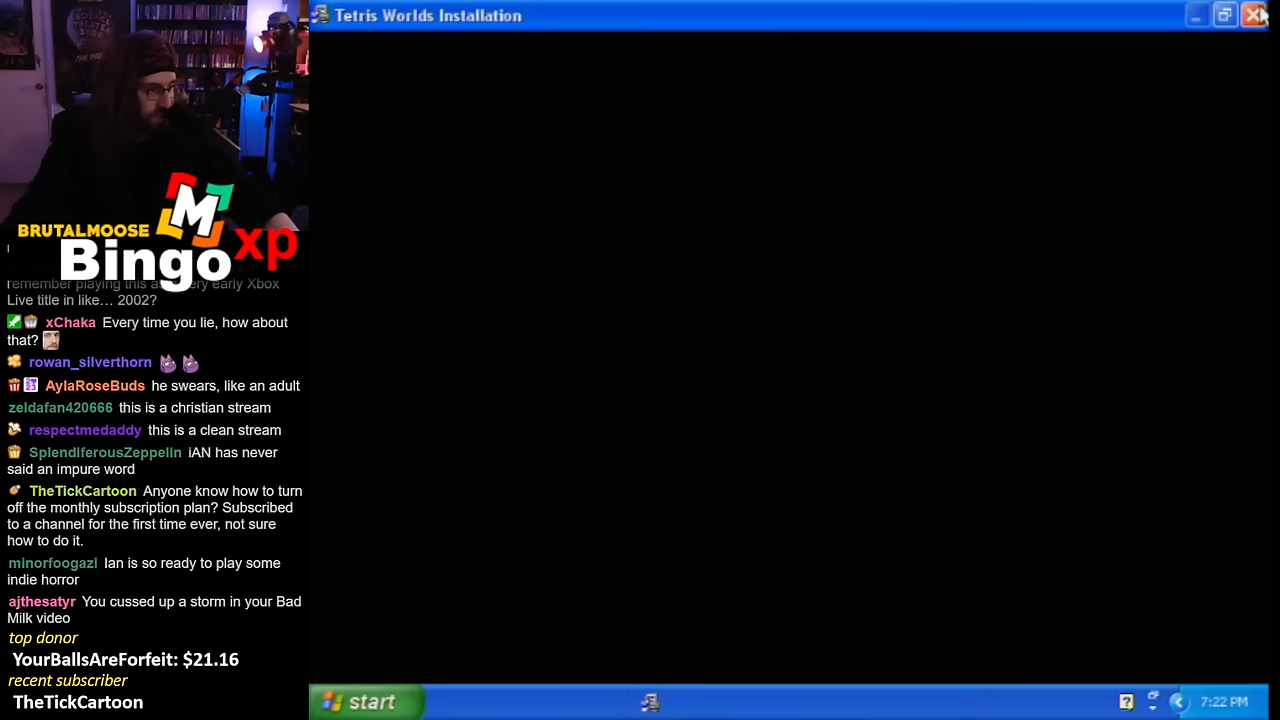 Tetris Worlds Installation
BRUTALMOOSE
M
Bingo xp
Live title in like… 2002?
xChaka Every time you lie, how about
that?
rowan_silverthorn
AylaRoseBuds he swears, like an adult
zeldafan420666 this is a christian stream
respectmedaddy this is a clean stream
SplendiferousZeppelin iAN has never
said an impure word
TheTickCartoon Anyone know how to turn
off the monthly subscription plan? Subscribed
to a channel for the first time ever, not sure
how to do it.
minorfoogazi Ian is so ready to play some
indie horror
ajthesatyr You cussed up a storm in your Bad
Milk video
top donor
YourBallsAreForfeit: $21.16
recent subscriber
TheTickCartoon
start
7:22 PM